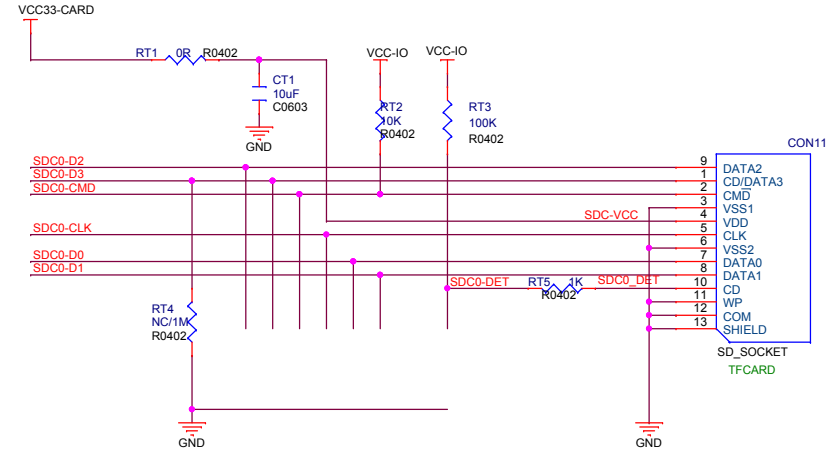 VCC33-CARD
RT1 0R R0402
VCC-IO
VCC-IO
CT1
10uF
C0603
GND
RT2
10K
R0402
RT3
100K
R0402
CON11
SDC0-D2
SDC0-D3
SDC0-CMD
SDC0-CLK
SDC0-D0
SDC0-D1
SDC-VCC
SDC0-DET
RT5 1K
R0402
SDC0_DET
9 DATA2
1 CD/DATA3
2 CMD
3 VSS1
4 VDD
5 CLK
6 VSS2
7 DATA0
8 DATA1
10 CD
11 WP
12 COM
13 SHIELD
RT4
NC/1M
R0402
SD_SOCKET
TFCARD
GND
GND